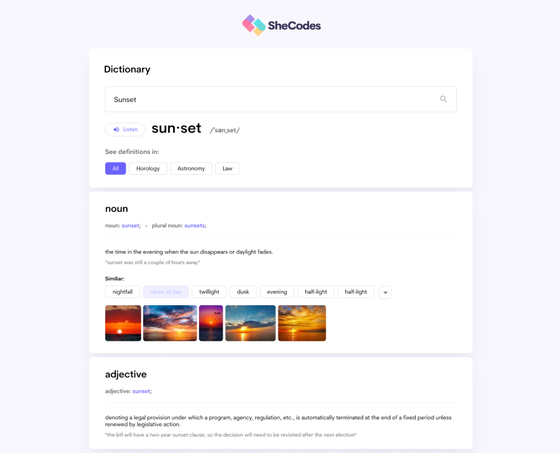 SheCodes
Dictionary
Sunset
Listen sun·set /ˈsənˌset/
See definitions in:
All Horology Astronomy Law
noun
noun: sunset; – plural noun: sunsets;
the time in the evening when the sun disappears or daylight fades.
"sunset was still a couple of hours away"
Similar:
nightfall close of day twillight dusk evening half-light half-light
adjective
adjective: sunset;
denoting a legal provision under which a program, agency, regulation, etc., is automatically terminated at the end of a fixed period unless
renewed by legislative action.
"the bill will have a two-year sunset clause, so the decision will need to be revisited after the next election"